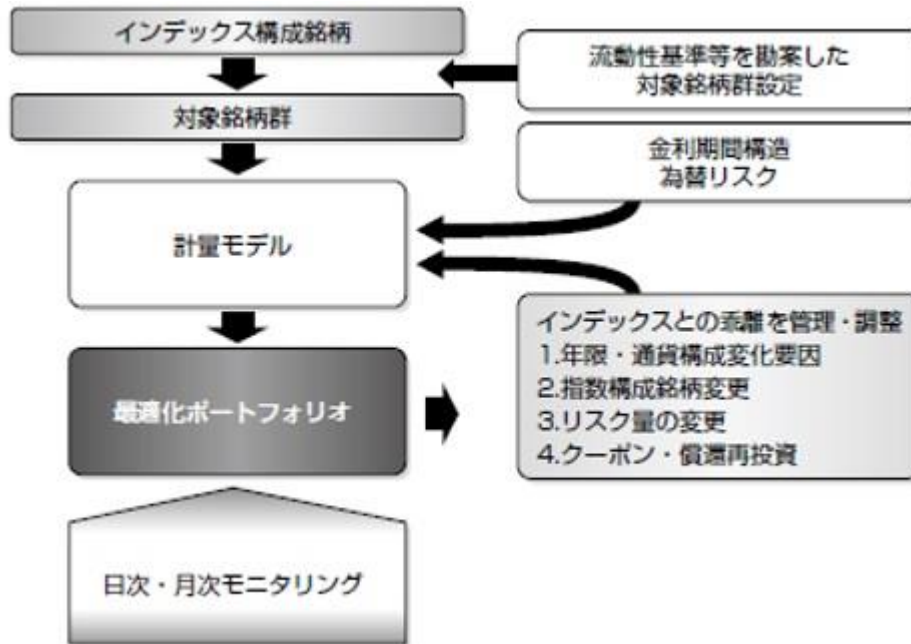 インデックス構成銘柄
流動性基準等を勘案した
対象銘柄群設定
対象銘柄群
金利期間構造
為替リスク
計量モデル
インデックスとの乖離を管理・調整
1.年限・通貨構成変化要因
2.指数構成銘柄変更
3.リスク量の変更
4.クーポン・償還再投資
最適化ポートフォリオ
日次・月次モニタリング